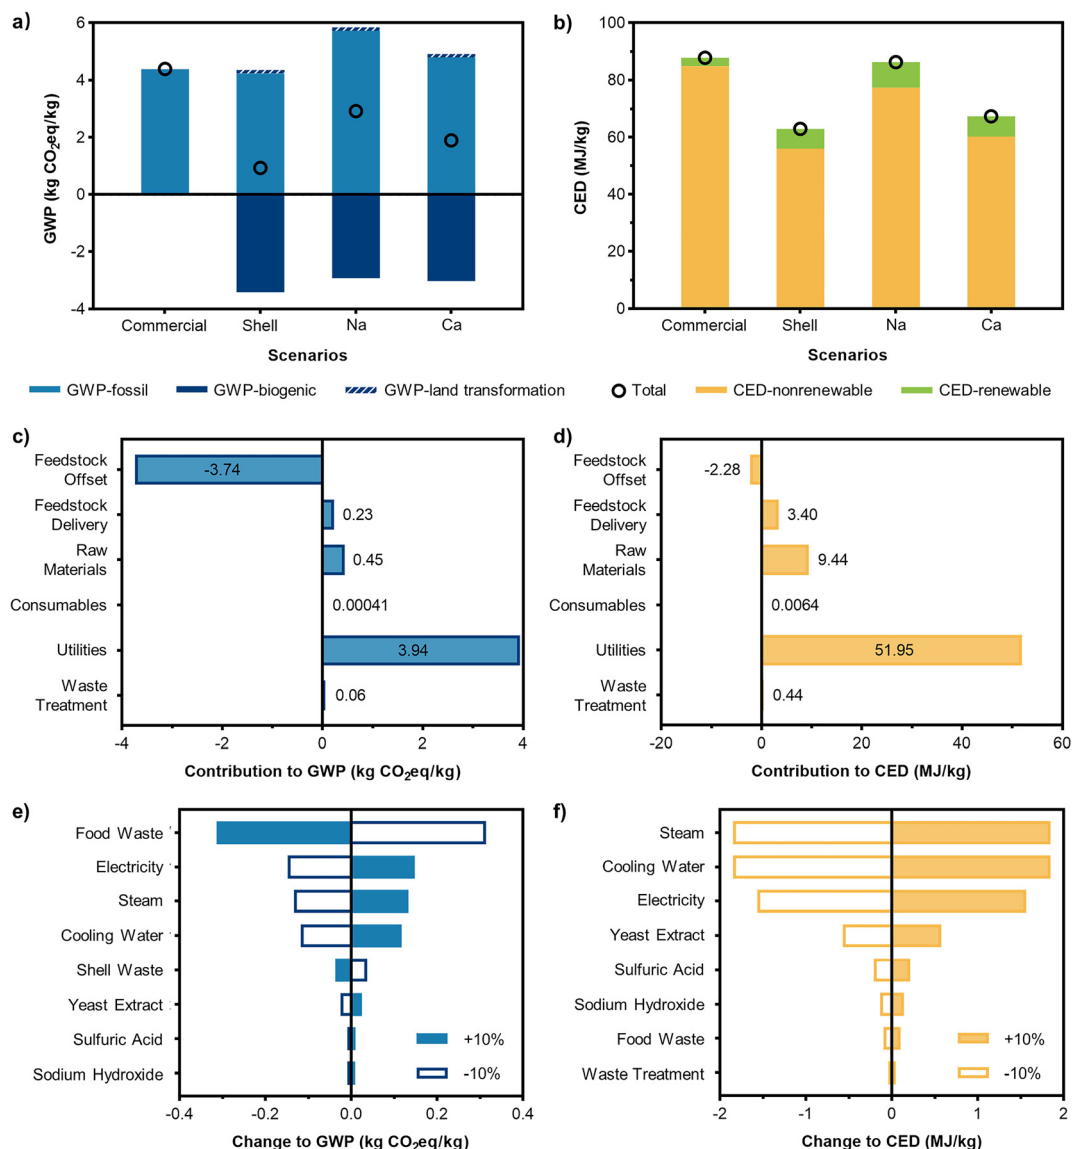 a)
GWP (kg CO2eq/kg)
6
4
2
0
-2
-4
Commercial
Shell
Na
Ca
Scenarios
b)
CED (MJ/kg)
100
80
60
40
20
0
Commercial
Shell
Na
Ca
Scenarios
GWP-fossil
GWP-biogenic
GWP-land transformation
Total
CED-nonrenewable
CED-renewable
c)
Feedstock
Offset
-3.74
Feedstock
Delivery
0.23
Raw
Materials
0.45
Consumables
0.00041
Utilities
3.94
Waste
Treatment
0.06
-4
-2
0
2
4
Contribution to GWP (kg CO2eq/kg)
d)
Feedstock
Offset
-2.28
Feedstock
Delivery
3.40
Raw
Materials
9.44
Consumables
0.0064
Utilities
51.95
Waste
Treatment
0.44
-20
0
20
40
60
Contribution to CED (MJ/kg)
e)
Food Waste
Electricity
Steam
Cooling Water
Shell Waste
Yeast Extract
Sulfuric Acid
Sodium Hydroxide
+10%
-10%
-0.4
-0.2
0.0
0.2
0.4
Change to GWP (kg CO2eq/kg)
f)
Steam
Cooling Water
Electricity
Yeast Extract
Sulfuric Acid
Sodium Hydroxide
Food Waste
Waste Treatment
+10%
-10%
-2
-1
0
1
2
Change to CED (MJ/kg)